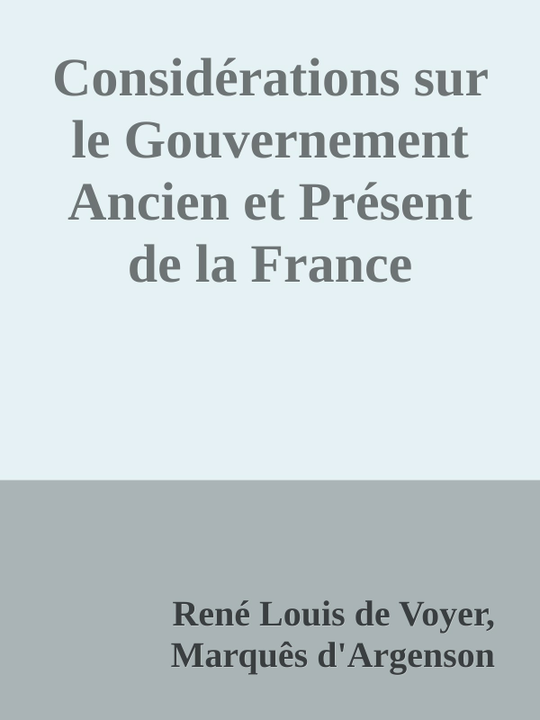 Considérations sur
le Gouvernement
Ancien et Présent
de la France
René Louis de Voyer,
Marquês d'Argenson